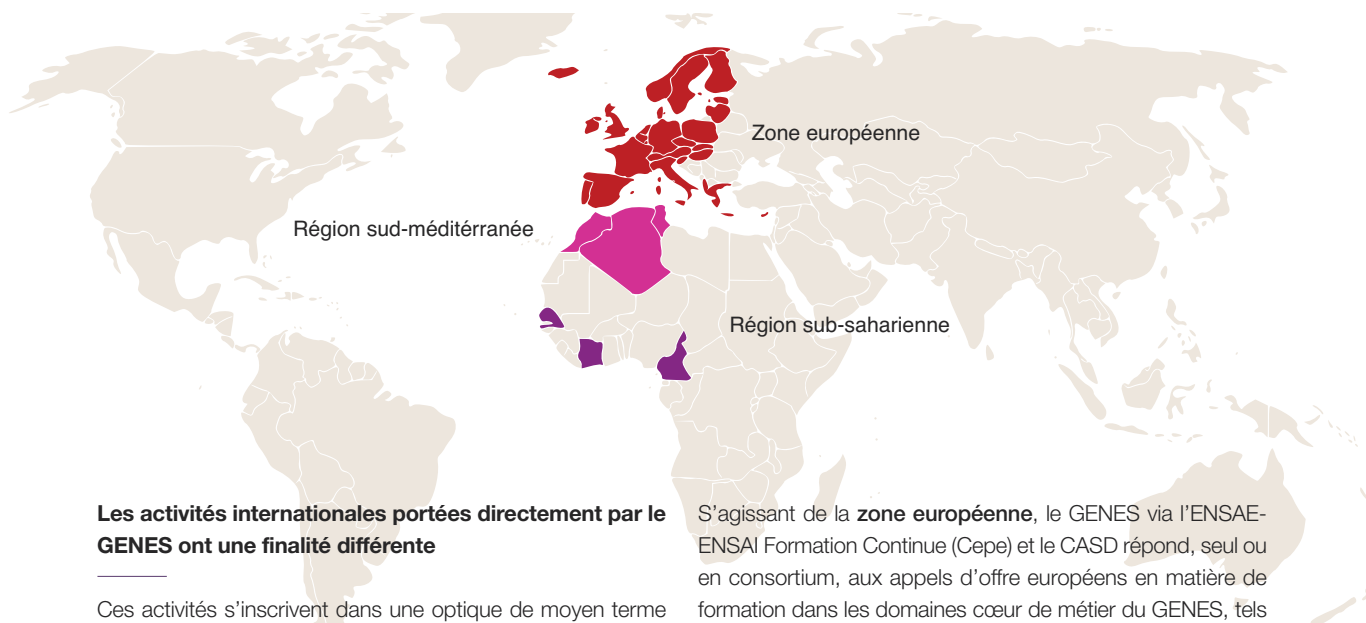 Zone européenne
Région sud-méditérranée
Région sub-saharienne
Les activités internationales portées directement par le
GENES ont une finalité différente
Ces activités s’inscrivent dans une optique de moyen terme
S’agissant de la zone européenne, le GENES via l’ENSAE-
ENSAI Formation Continue (Cepe) et le CASD répond, seul ou
en consortium, aux appels d’offre européens en matière de
formation dans les domaines cœur de métier du GENES, tels